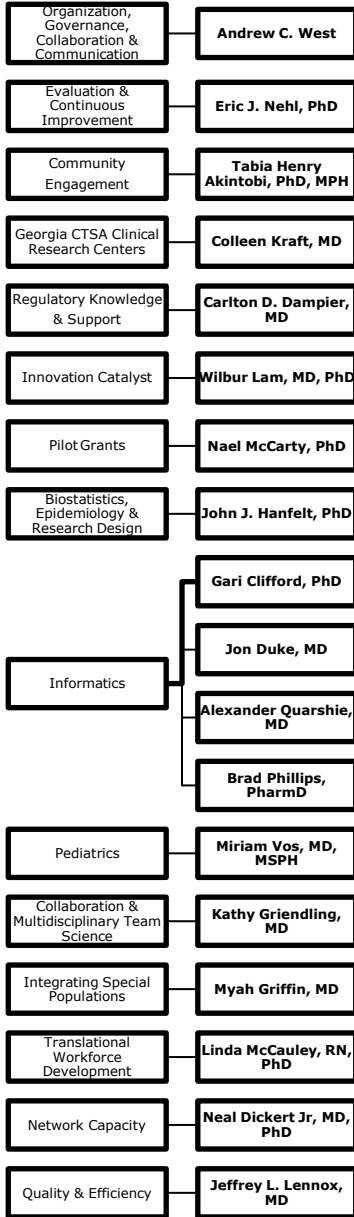 Organization,
Governance,
Collaboration &
Communication
Andrew C. West
Evaluation &
Continuous
Improvement
Eric J. Nehl, PhD
Community
Engagement
Tabia Henry
Akintobi, PhD, MPH
Georgia CTSA Clinical
Research Centers
Colleen Kraft, MD
Regulatory Knowledge
& Support
Carlton D. Dampier,
MD
Innovation Catalyst
Wilbur Lam, MD, PhD
Pilot Grants
Nael McCarty, PhD
Biostatistics,
Epidemiology &
Research Design
John J. Hanfelt, PhD
Informatics
Gari Clifford, PhD
Jon Duke, MD
Alexander Quarshie,
MD
Brad Phillips,
PharmD
Pediatrics
Miriam Vos, MD,
MSPH
Collaboration &
Multidisciplinary Team
Science
Kathy Griendling,
MD
Integrating Special
Populations
Myah Griffin, MD
Translational
Workforce
Development
Linda McCauley, RN,
PhD
Network Capacity
Neal Dickert Jr, MD,
PhD
Quality & Efficiency
Jeffrey L. Lennox,
MD